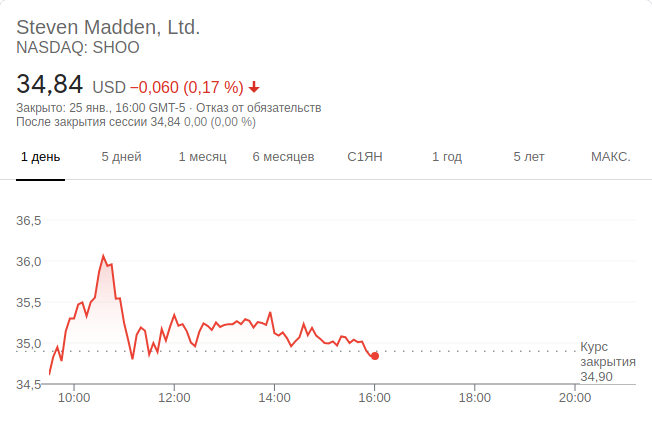 Steven Madden, Ltd.
NASDAQ: SHOO
34,84 USD −0,060 (0,17 %)
Закрыто: 25 янв., 16:00 GMT-5 · Отказ от обязательств
После закрытия сессии 34,84 0,00 (0,00 %)
1 день 5 дней 1 месяц 6 месяцев С1ЯН 1 год 5 лет МАКС.
36,5
36,0
35,5
35,0
Курс
закрытия
34,90
34,5
10:00 12:00 14:00 16:00 18:00 20:00